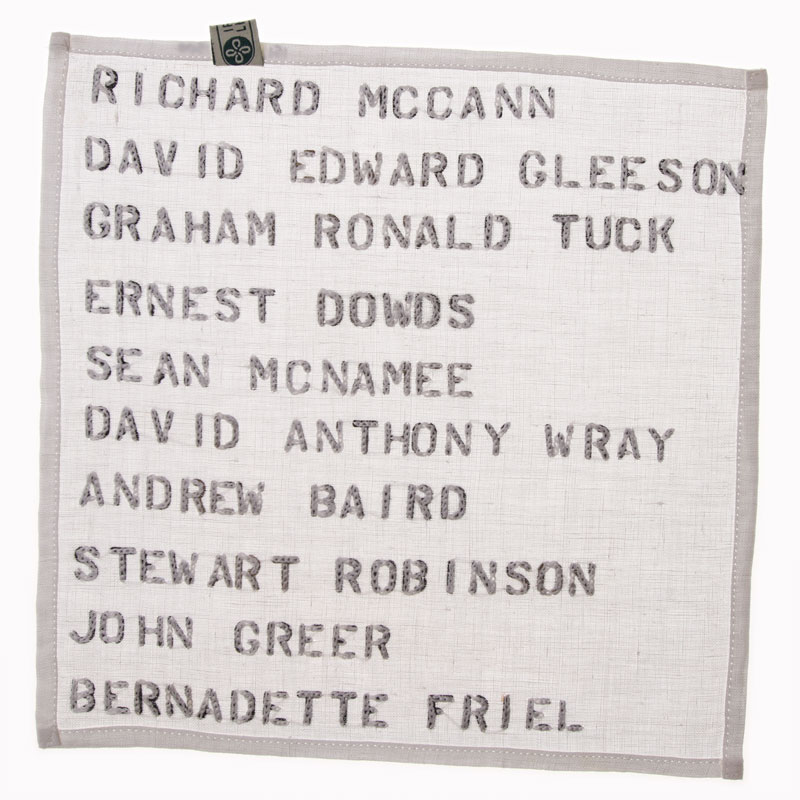 RICHARD MCCANN
DAVID EDWARD GLEESON
GRAHAM RONALD TUCK
ERNEST DOWDS
SEAN MCNAMEE
DAVID ANTHONY WRAY
ANDREW BAIRD
STEWART ROBINSON
JOHN GREER
BERNADETTE FRIEL